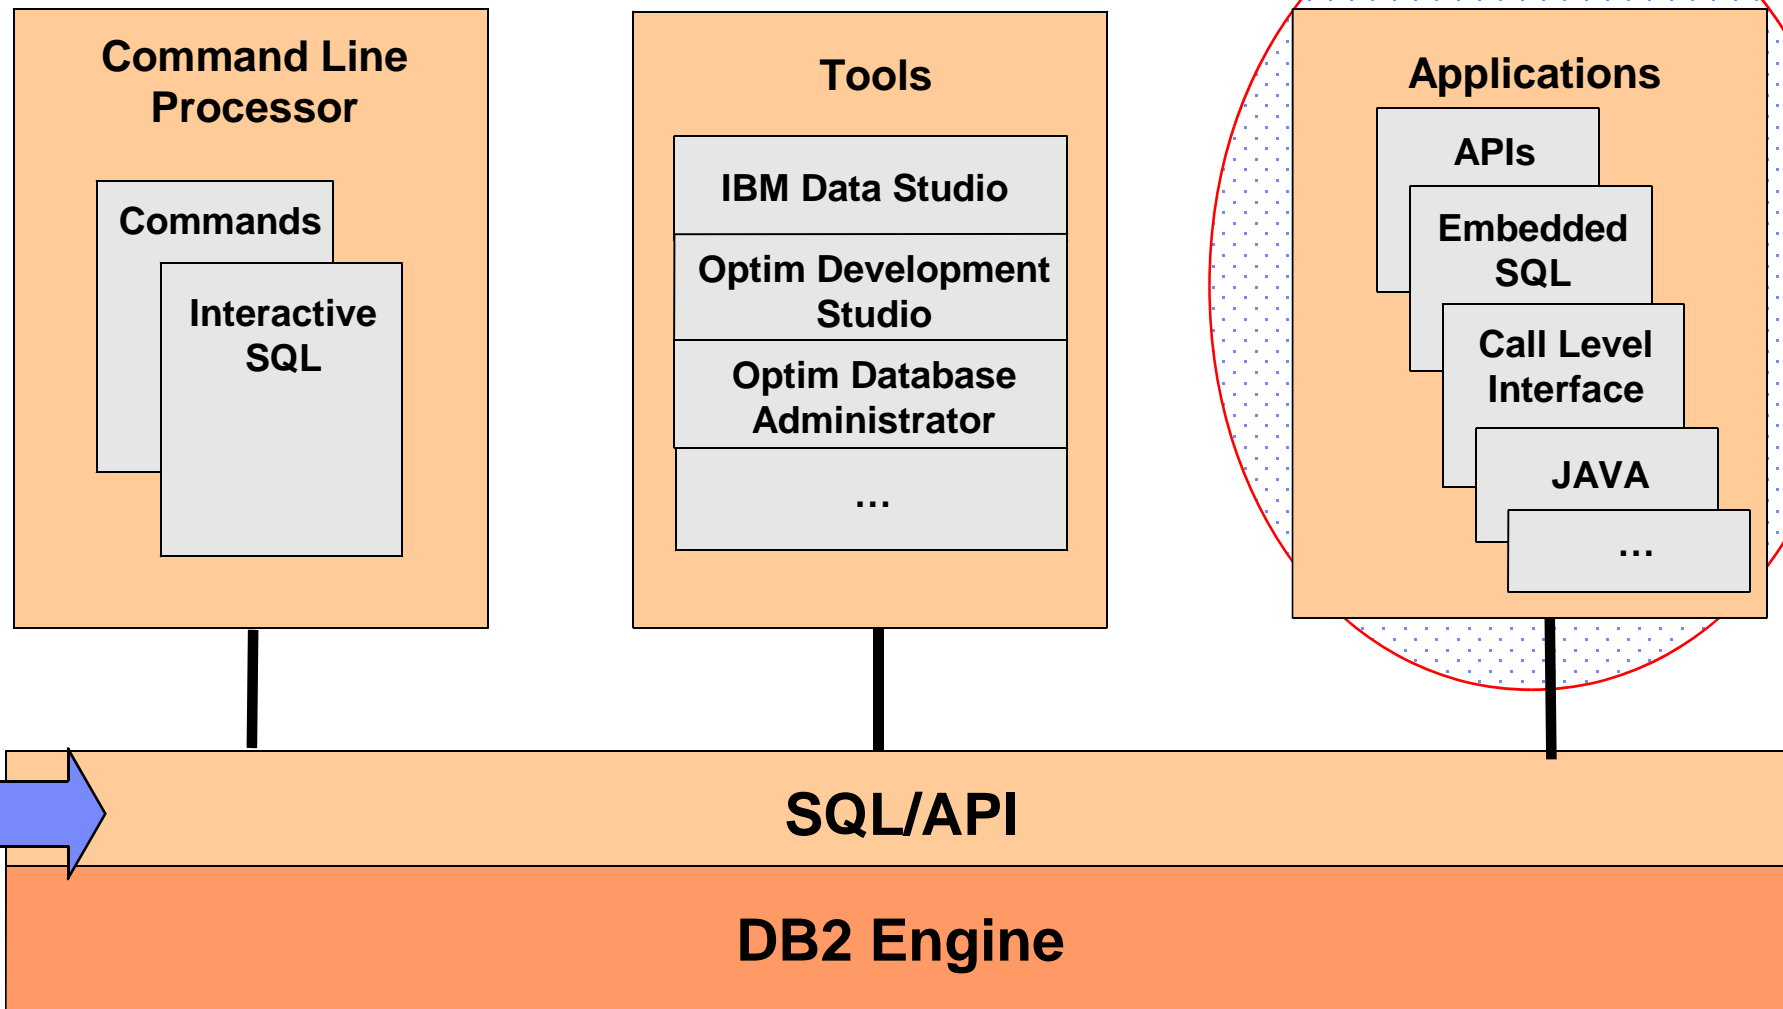 Command Line
Processor
Commands
Interactive
SQL
Tools
IBM Data Studio
Optim Development
Studio
Optim Database
Administrator
…
Applications
APIs
Embedded
SQL
Call Level
Interface
JAVA
…
SQL/API
DB2 Engine